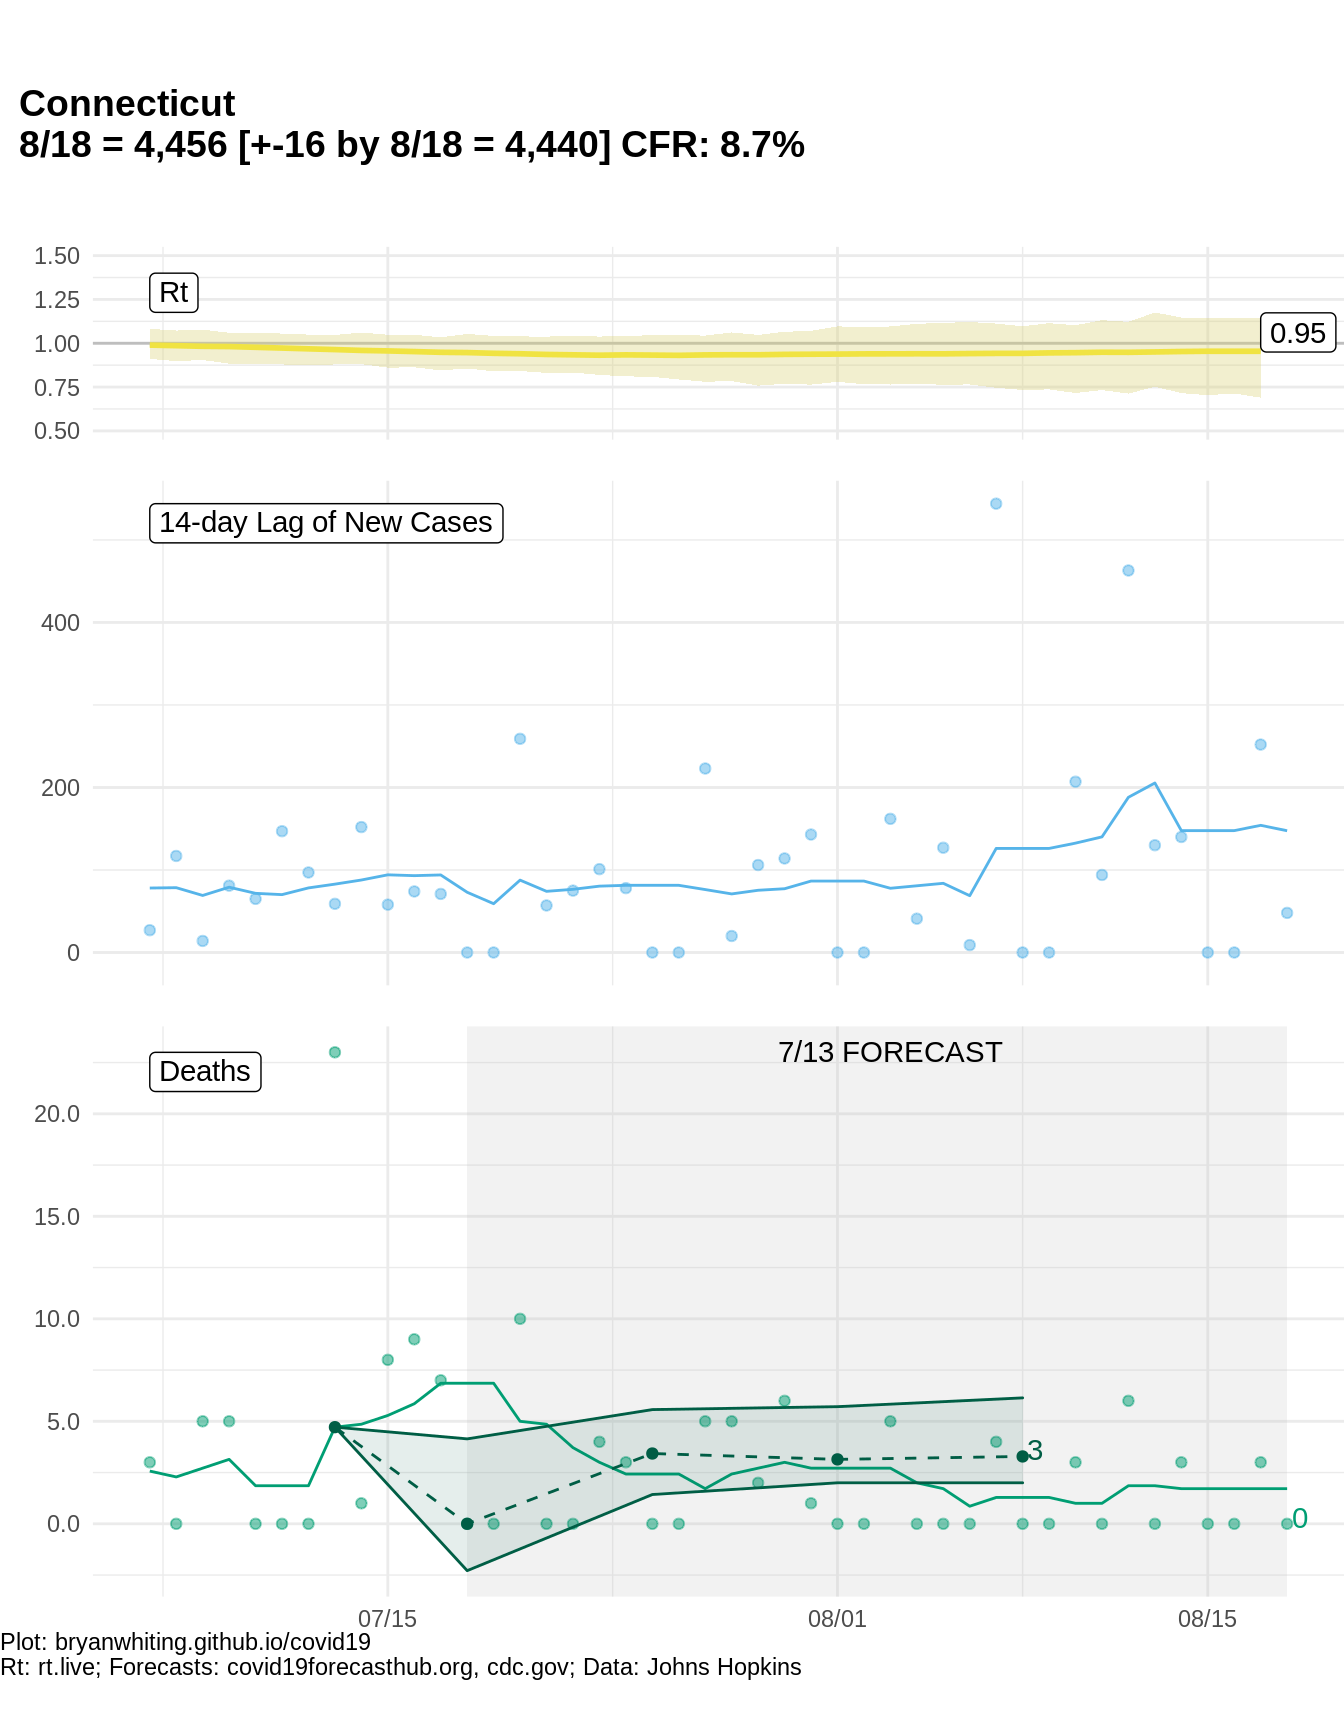 Connecticut
8/18 = 4,456 [+-16 by 8/18 = 4,440] CFR: 8.7%
1.50
Rt
1.25
0.95
1.00
0.75
0.50
14-day Lag of New Cases
400
200
0
7/13 FORECAST
Deaths
20.0
15.0
10.0
5.0
3
0.0
0
07/15
08/01
08/15
Plot: bryanwhiting.github.io/covid19
Rt: rt.live; Forecasts: covid19forecasthub.org, cdc.gov; Data: Johns Hopkins